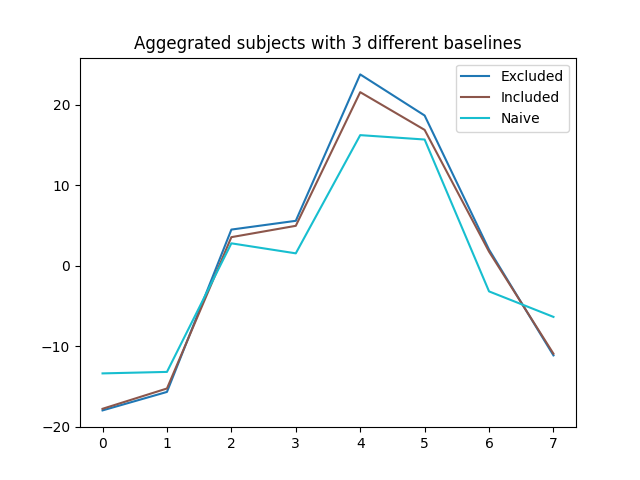 Aggegrated subjects with 3 different baselines
Excluded
Included
Naive
20
10
0
−10
−20
0 1 2 3 4 5 6 7